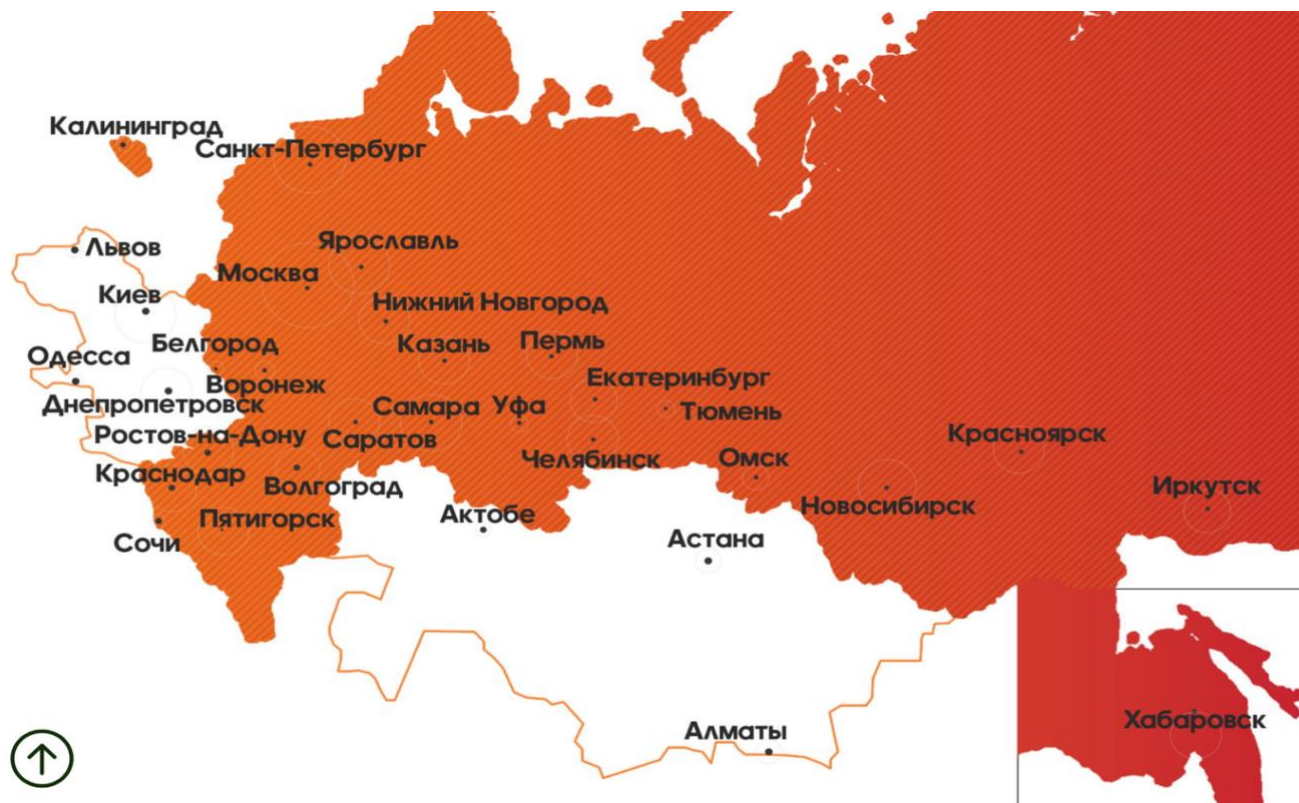 Калининград
Санкт-Петербург
Ярославль
Львов
Москва
Киев
Нижний Новгород
Белгород
Казань
Пермь
Одесса
Екатеринбург
Воронеж
Днепропетровск
Самара
Уфа
Тюмень
Ростов-на-Дону
Саратов
Красноярск
Челябинск
Омск
Краснодар
Волгоград
Иркутск
Новосибирск
Пятигорск
Актобе
Сочи
Астана
Хабаровск
Алматы